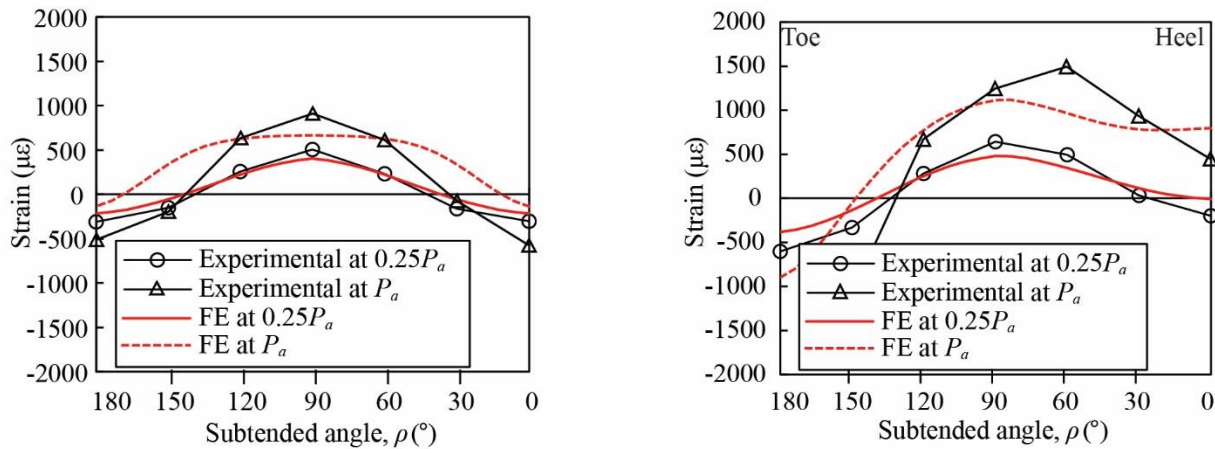 2000
1500
1000
500
0
-500
-1000
-1500
-2000
Strain (με)
Experimental at 0.25Pa
Experimental at Pa
FE at 0.25Pa
FE at Pa
180 150 120 90 60 30 0
Subtended angle, ρ (°)
2000
1500
1000
500
0
-500
-1000
-1500
-2000
Strain (με)
Toe Heel
Experimental at 0.25Pa
Experimental at Pa
FE at 0.25Pa
FE at Pa
180 150 120 90 60 30 0
Subtended angle, ρ (°)